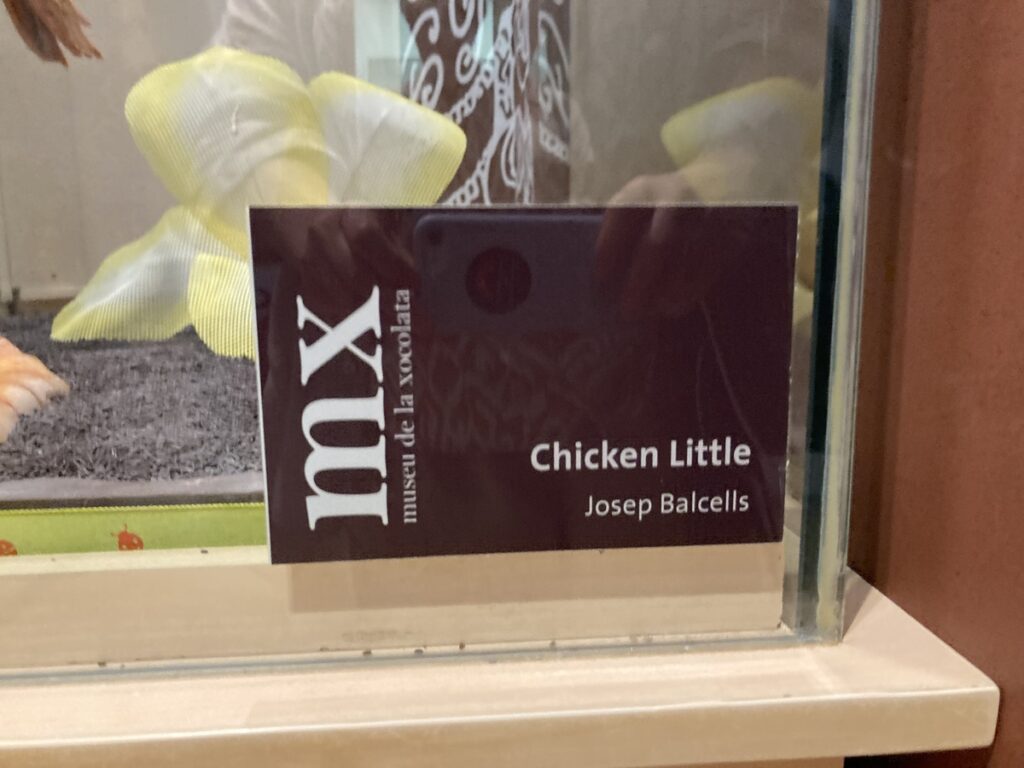 mx
museu de la xocolata
Chicken Little
Josep Balcells